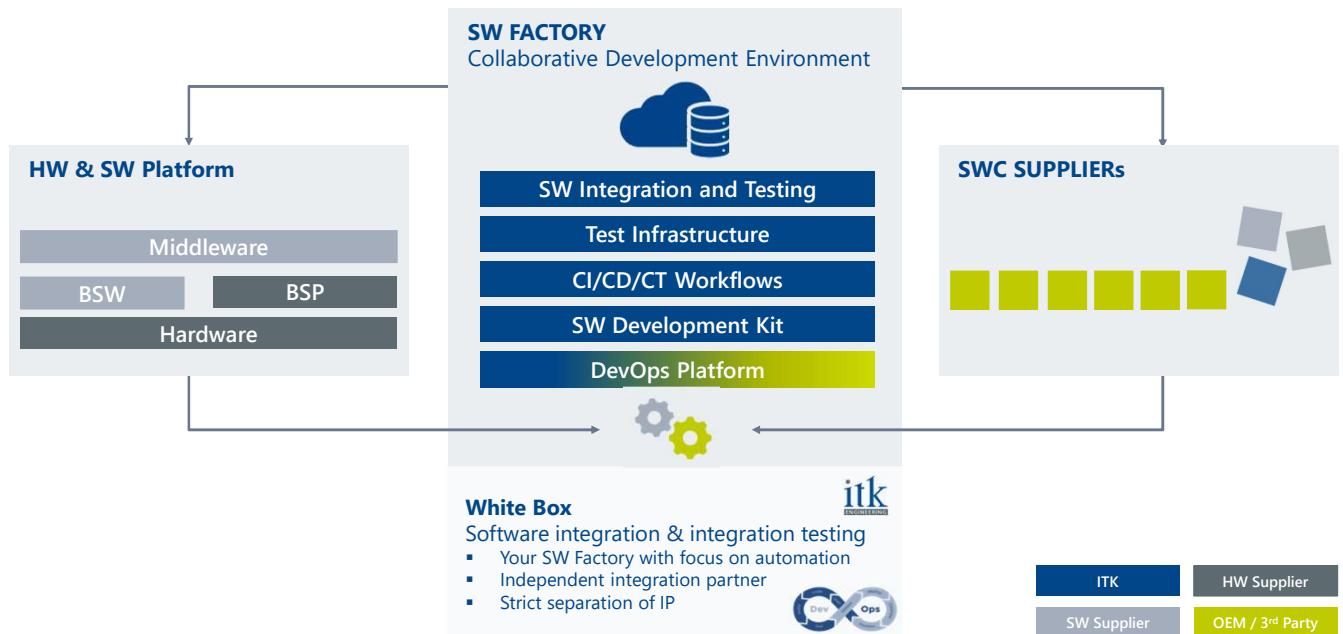 SW FACTORY
Collaborative Development Environment
HW & SW Platform
Middleware
BSW
BSP
Hardware
SW Integration and Testing
Test Infrastructure
CI/CD/CT Workflows
SW Development Kit
DevOps Platform
SWC SUPPLIERs
itk
ENGINEERING
White Box
Software integration & integration testing
▪ Your SW Factory with focus on automation
▪ Independent integration partner
▪ Strict separation of IP
Dev Ops
ITK
HW Supplier
SW Supplier
OEM / 3rd Party